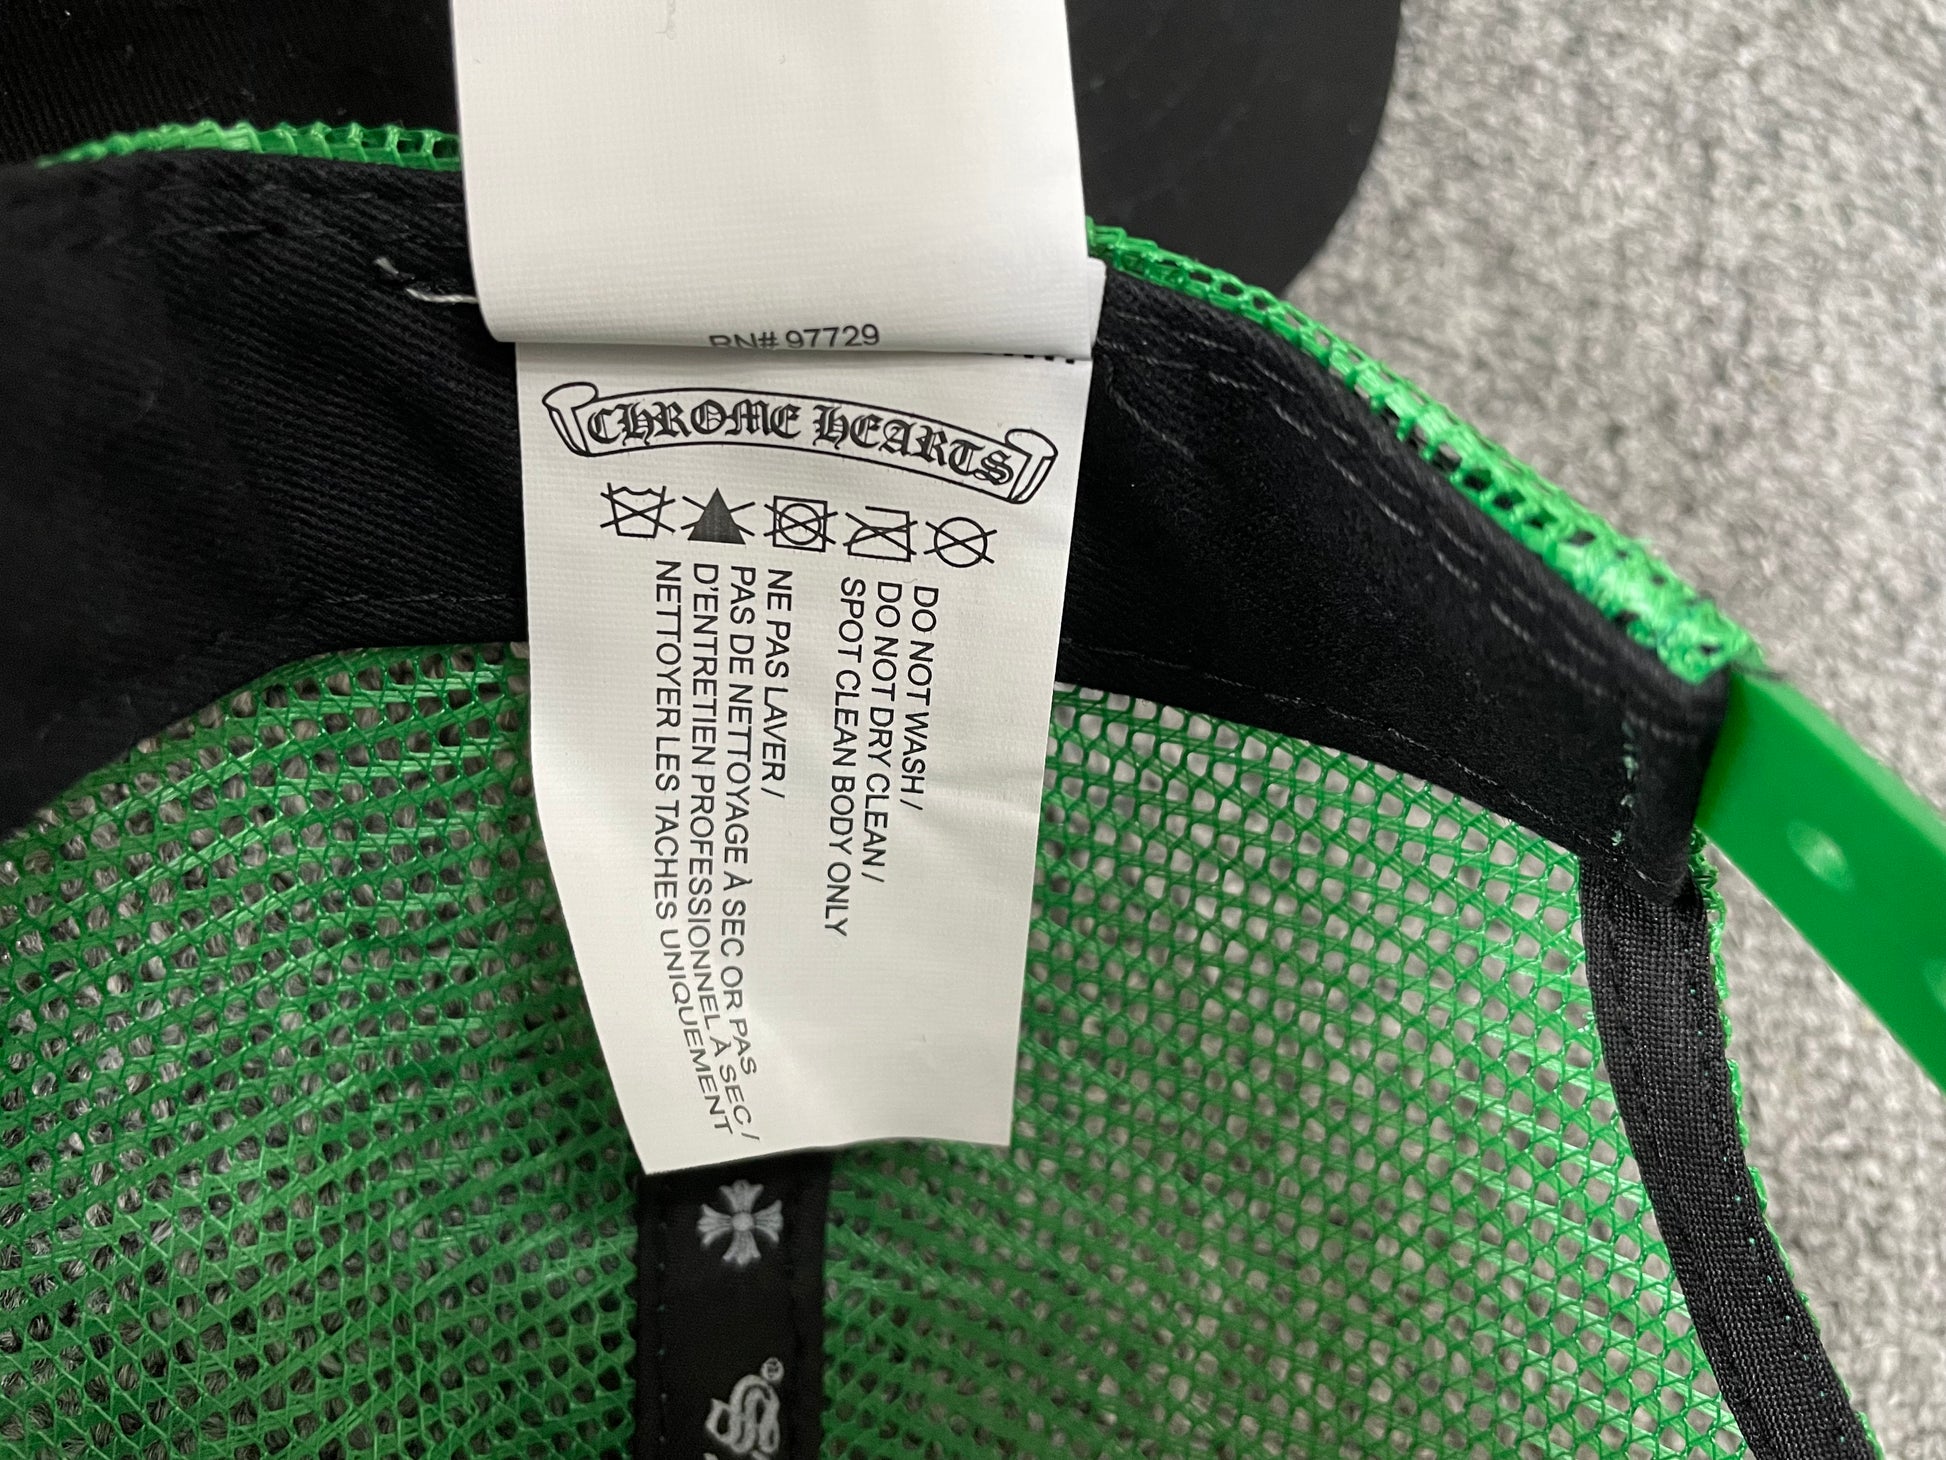 RN# 97729
CHROME HEARTS
DO NOT WASH /
DO NOT DRY CLEAN /
SPOT CLEAN BODY ONLY
NE PAS LAVER /
PAS DE NETTOYAGE À SEC OR PAS
D'ENTRETIEN PROFESSIONNEL À SEC /
NETTOYER LES TACHES UNIQUEMENT